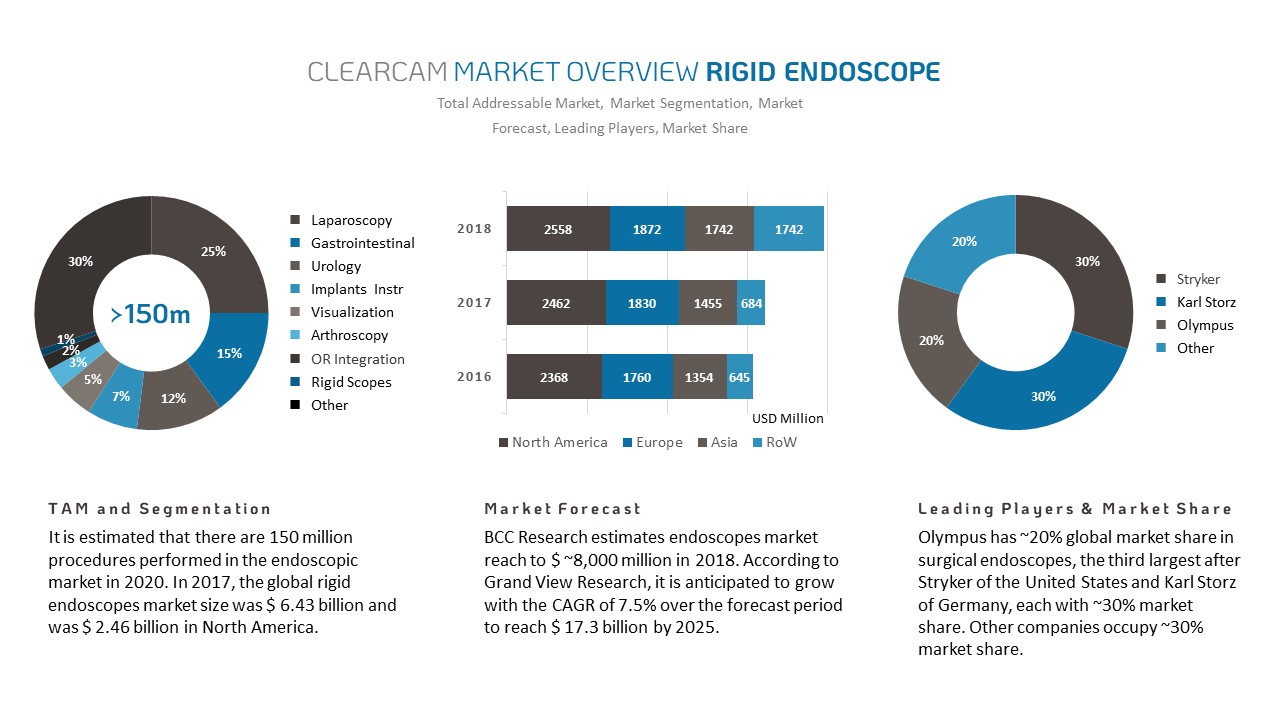 CLEARCAM MARKET OVERVIEW RIGID ENDOSCOPE
Total Addressable Market, Market Segmentation, Market
Forecast, Leading Players, Market Share
25%
15%
12%
7%
5%
3%
2%
1%
30%
>150m
Laparoscopy
Gastrointestinal
Urology
Implants Instr
Visualization
Arthroscopy
OR Integration
Rigid Scopes
Other
2018 2558 1872 1742 1742
2017 2462 1830 1455 684
2016 2368 1760 1354 645
USD Million
North America Europe Asia RoW
30%
30%
20%
20%
Stryker
Karl Storz
Olympus
Other
TAM and Segmentation
It is estimated that there are 150 million
procedures performed in the endoscopic
market in 2020. In 2017, the global rigid
endoscopes market size was $ 6.43 billion and
was $ 2.46 billion in North America.
Market Forecast
BCC Research estimates endoscopes market
reach to $ ~8,000 million in 2018. According to
Grand View Research, it is anticipated to grow
with the CAGR of 7.5% over the forecast period
to reach $ 17.3 billion by 2025.
Leading Players & Market Share
Olympus has ~20% global market share in
surgical endoscopes, the third largest after
Stryker of the United States and Karl Storz
of Germany, each with ~30% market
share. Other companies occupy ~30%
market share.